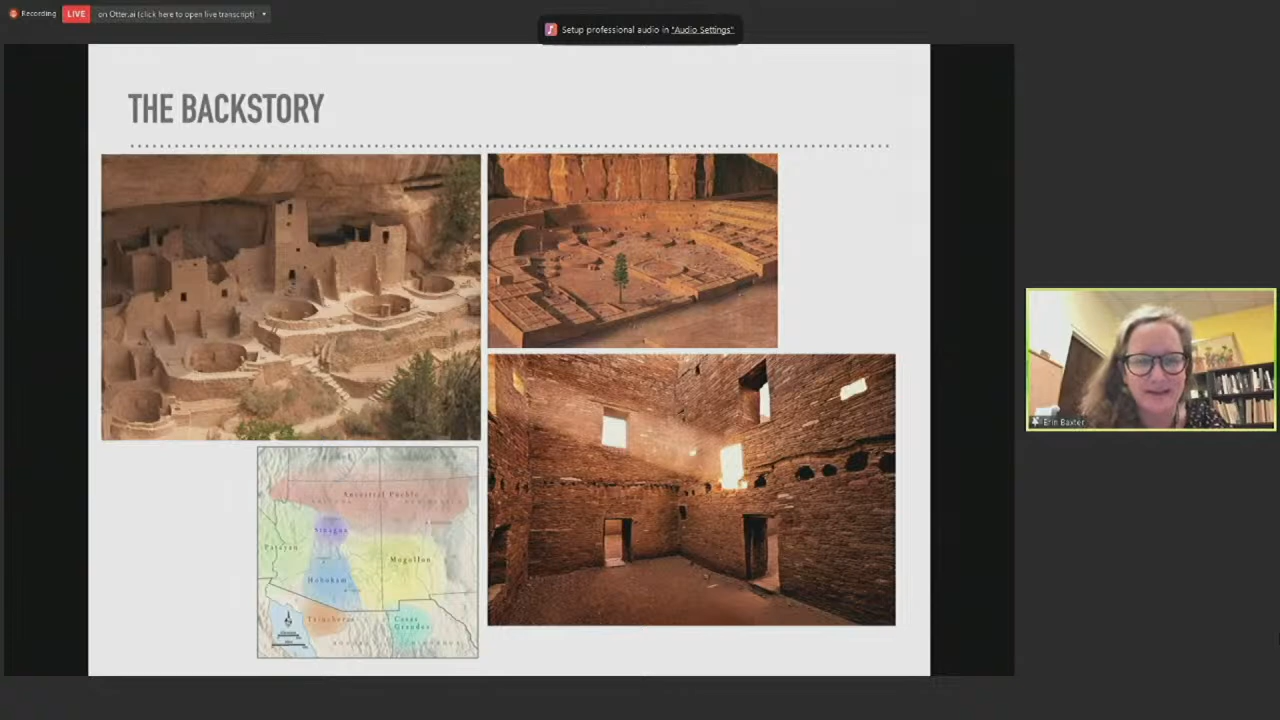 Recording
LIVE
on Otter.ai (click here to open live transcript)
Setup professional audio in "Audio Settings"
THE BACKSTORY
Ancestral Pueblo
Sinagua
Patayan
Mogollon
Hohokam
Trincheras
Casas
Grandes
Erin Baxter